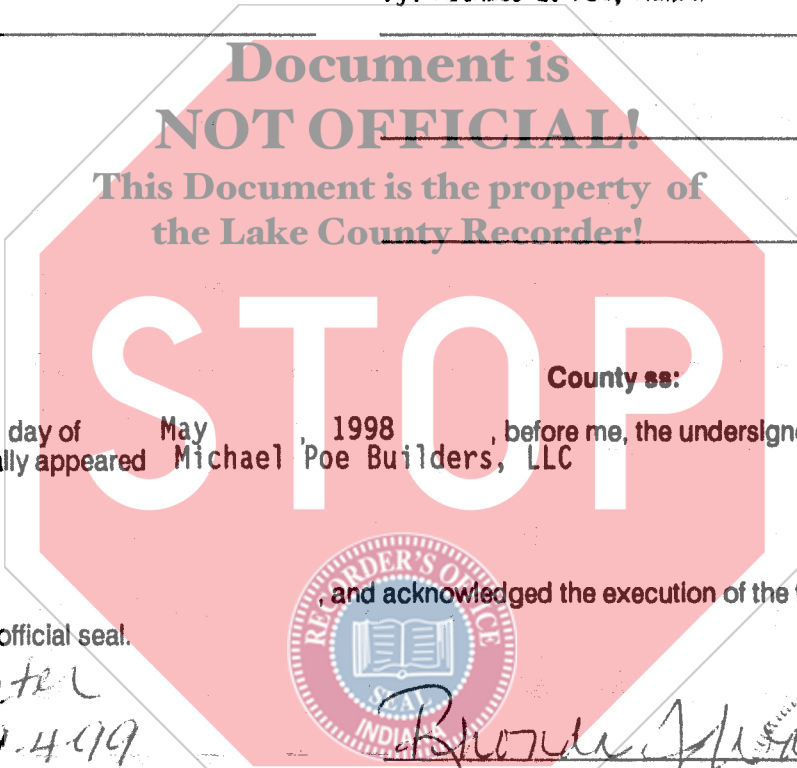 Document is
NOT OFFICIAL!
This Document is the property of
the Lake County Recorder!
STOP
County ss:
day of May , 1998 , before me, the undersigne
lly appeared Michael Poe Builders, LLC
, and acknowledged the execution of the
official seal.
RECORDER'S OFFICE
SEAL
INDIANA